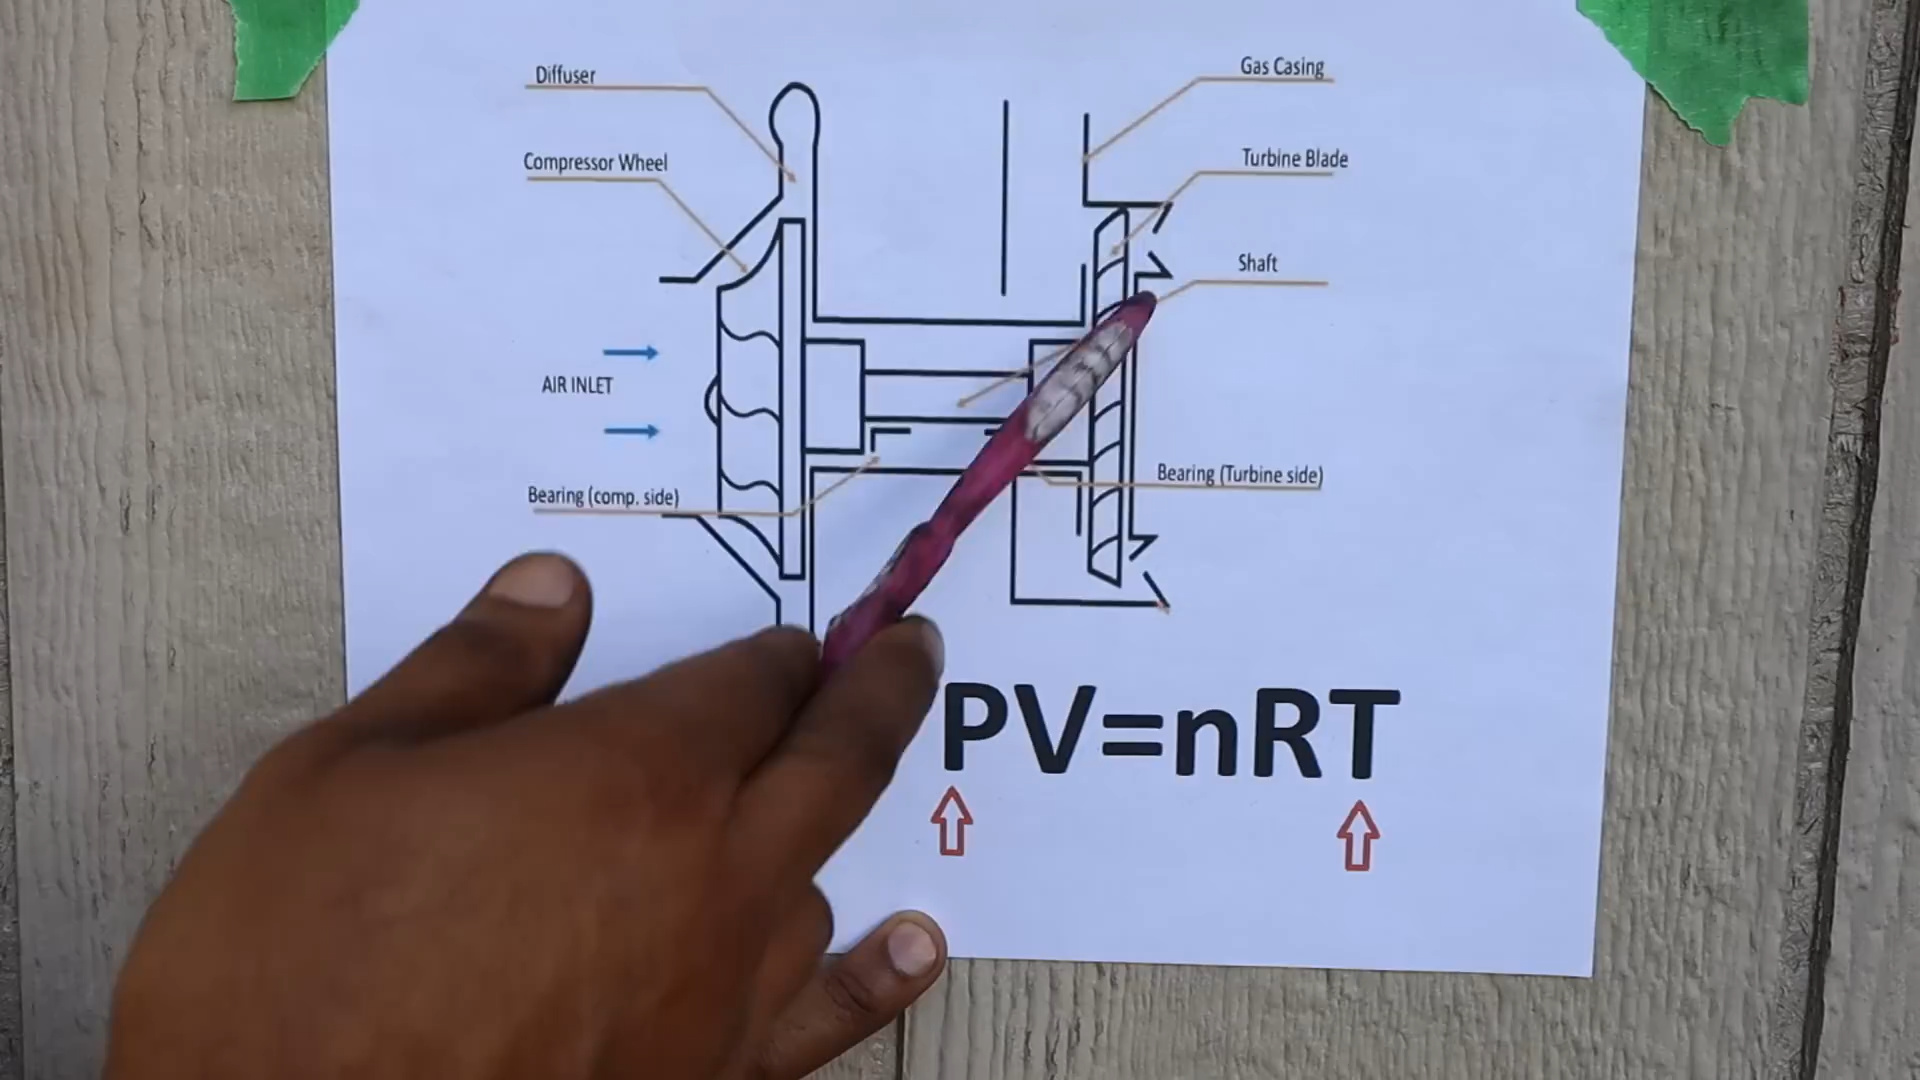 Diffuser
Gas Casing
Compressor Wheel
Turbine Blade
Shaft
AIR INLET
Bearing (Turbine side)
Bearing (comp. side)
PV=nRT